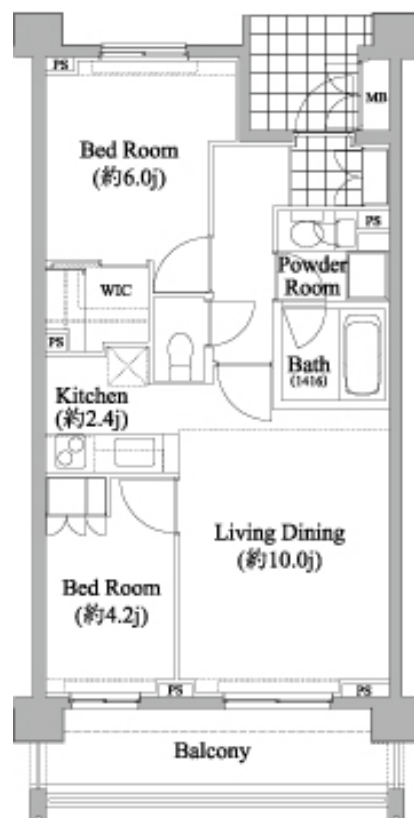 PS
MB
Bed Room
(約6.0j)
PS
Powder
Room
WIC
PS
Bath
(1416)
Kitchen
(約2.4j)
Living Dining
(約10.0j)
Bed Room
(約4.2j)
PS
PS
Balcony